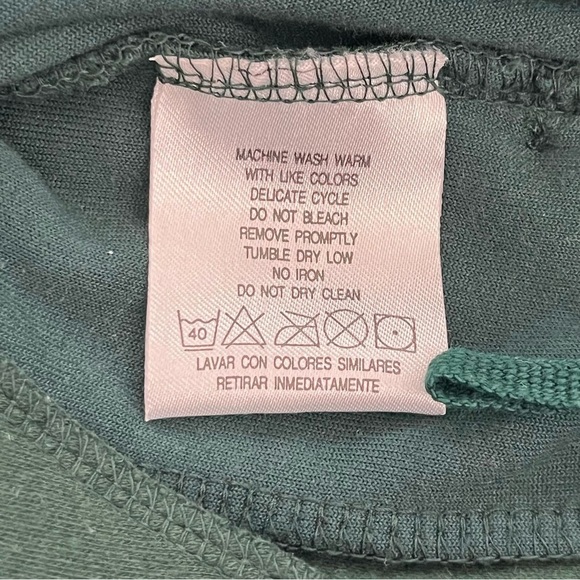 MACHINE WASH WARM
WITH LIKE COLORS
DELICATE CYCLE
DO NOT BLEACH
REMOVE PROMPTLY
TUMBLE DRY LOW
NO IRON
DO NOT DRY CLEAN
40
LAVAR CON COLORES SIMILARES
RETIRAR INMEDIATAMENTE